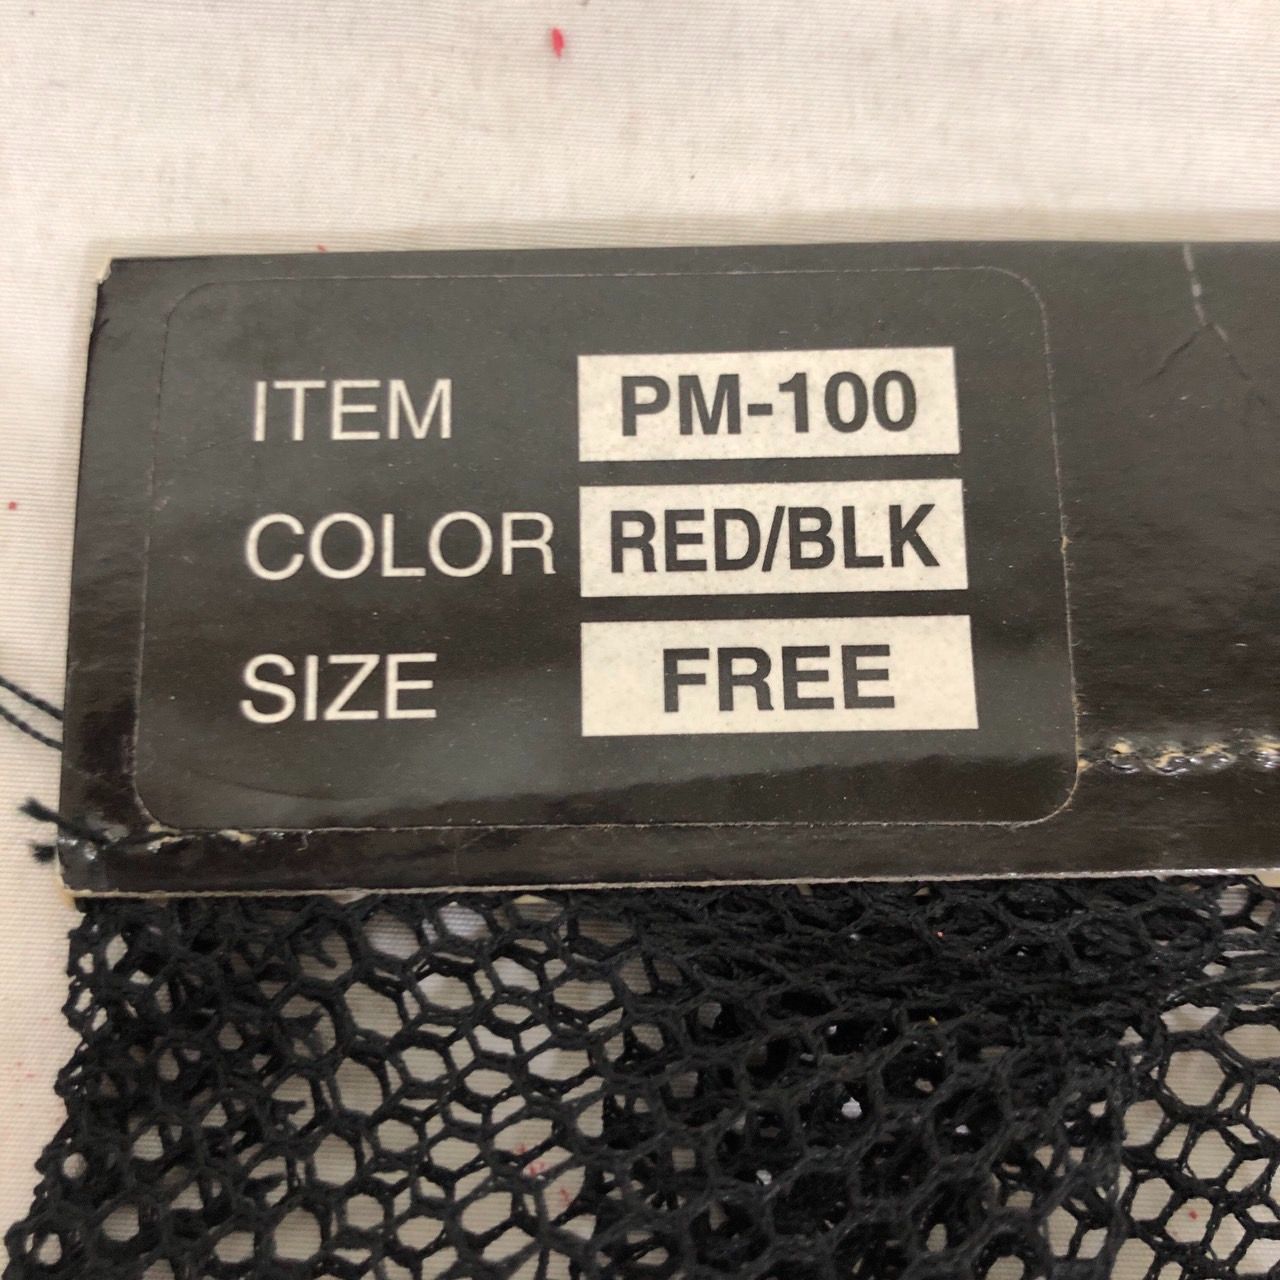 ITEM PM-100
COLOR RED/BLK
SIZE FREE